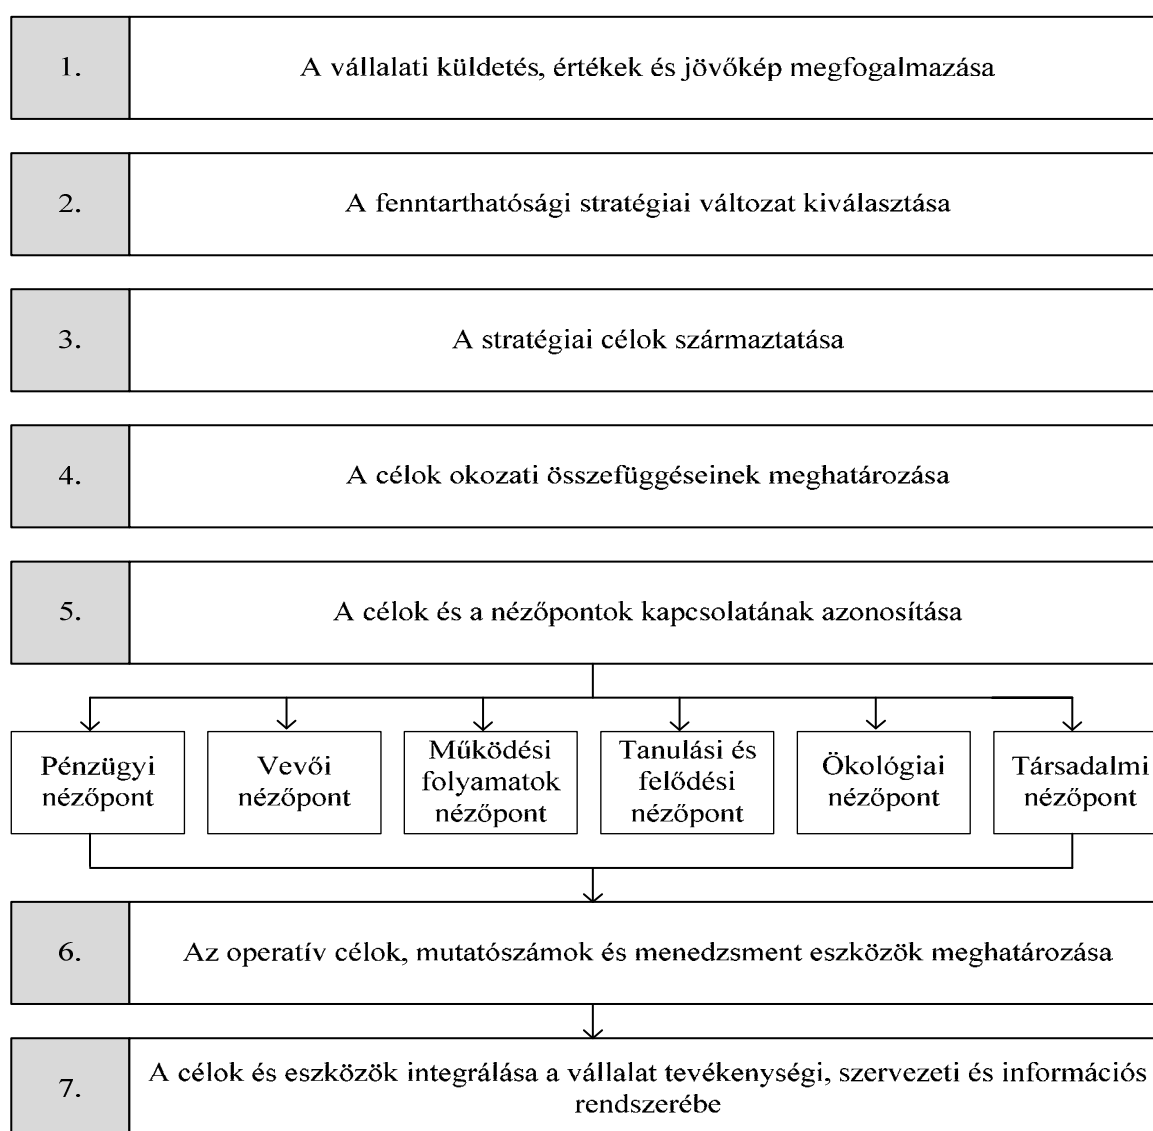 1.
A vállalati küldetés, értékek és jövőkép megfogalmazása
2.
A fenntarthatósági stratégiai változat kiválasztása
3.
A stratégiai célok származtatása
4.
A célok okozati összefüggéseinek meghatározása
5.
A célok és a nézőpontok kapcsolatának azonosítása
Pénzügyi
nézőpont
Vevői
nézőpont
Működési
folyamatok
nézőpont
Tanulási és
felődési
nézőpont
Ökológiai
nézőpont
Társadalmi
nézőpont
6.
Az operatív célok, mutatószámok és menedzsment eszközök meghatározása
7.
A célok és eszközök integrálása a vállalat tevékenységi, szervezeti és információs
rendszerébe